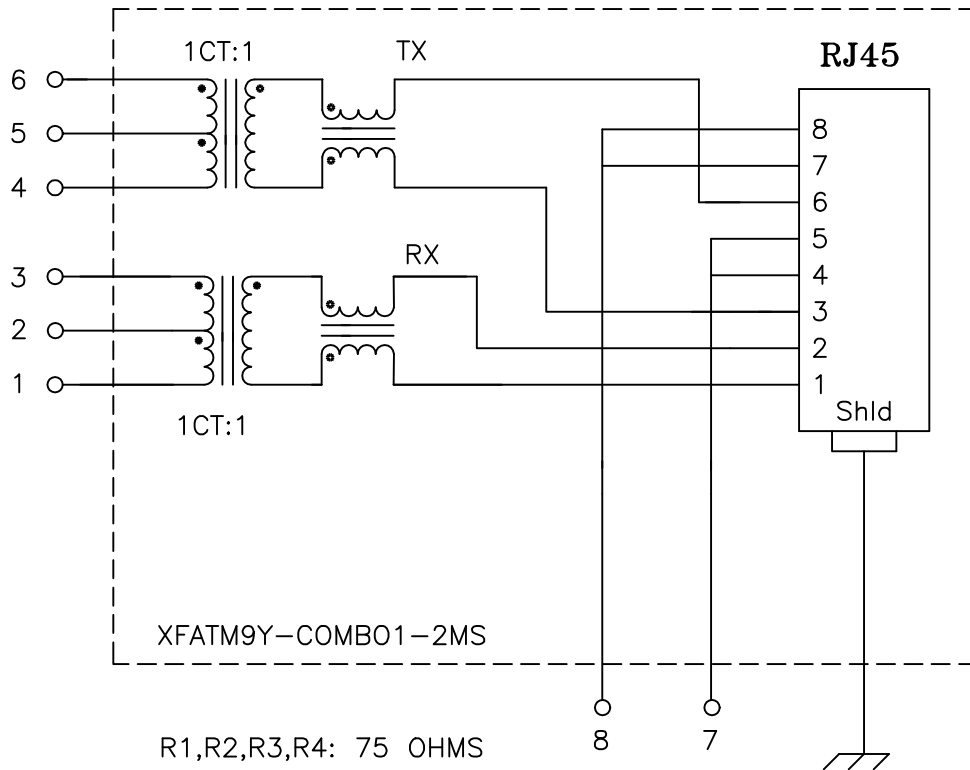 1CT:1
TX
RJ45
6
5
4
8
7
6
5
4
3
2
1
Shld
RX
3
2
1
1CT:1
XFATM9Y-COMBO1-2MS
8
7
R1,R2,R3,R4: 75 OHMS